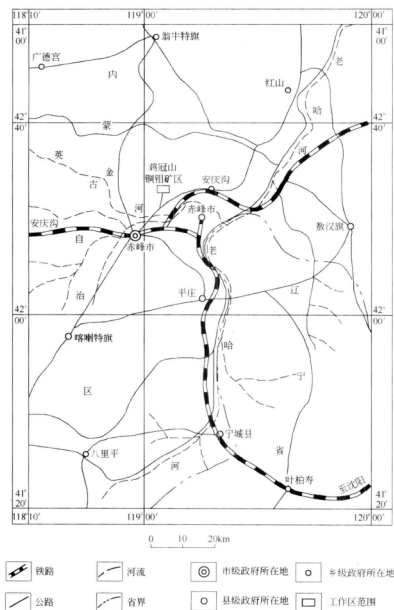 118°10′
119°00′
120°00′
41°
00′
41°
00′
翁牛特旗
广德宫
内
红山
老
哈
42°
40′
42°
40′
蒙
河
英
金
古
鸡冠山
铜钼矿区
安庆沟
河
安庆沟
赤峰市
敖汉旗
自
赤峰市
老
治
平庄
辽
42°
00′
42°
00′
喀喇特旗
哈
宁
区
宁城县
省
八里平
河
叶柏寿
至沈阳
41°
20′
41°
20′
118°10′
119°00′
120°00′
0 10 20km
铁路
河流
市级政府所在地
乡级政府所在地
公路
省界
县级政府所在地
工作区范围